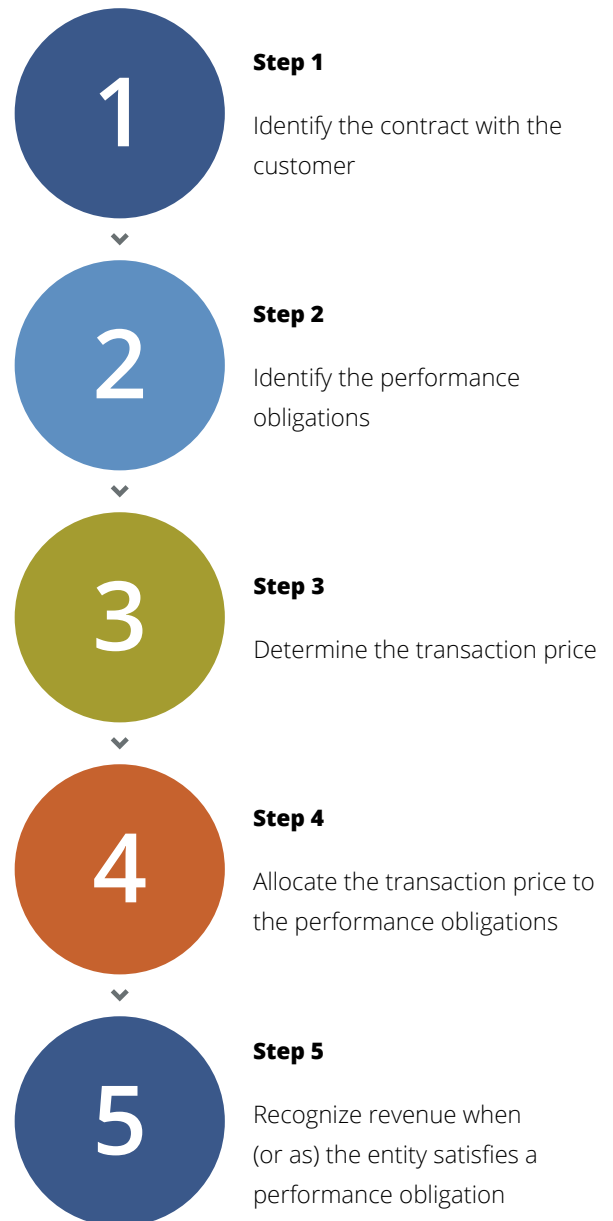 1
Step 1
Identify the contract with the
customer
2
Step 2
Identify the performance
obligations
3
Step 3
Determine the transaction price
4
Step 4
Allocate the transaction price to
the performance obligations
5
Step 5
Recognize revenue when
(or as) the entity satisfies a
performance obligation